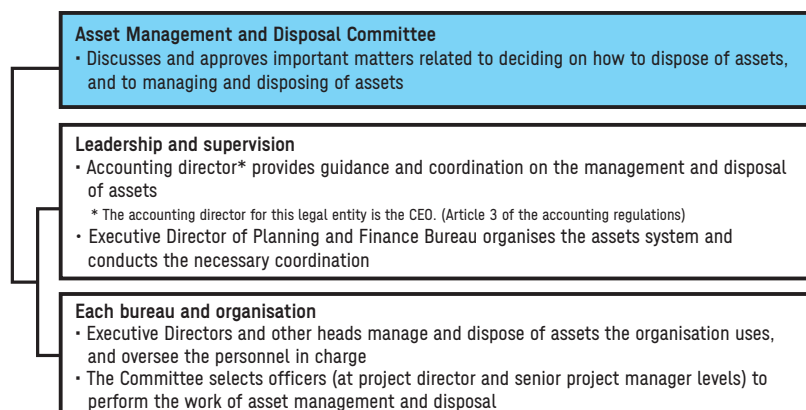 Asset Management and Disposal Committee
・Discusses and approves important matters related to deciding on how to dispose of assets,
and to managing and disposing of assets
Leadership and supervision
・Accounting director* provides guidance and coordination on the management and disposal
of assets
* The accounting director for this legal entity is the CEO. (Article 3 of the accounting regulations)
・Executive Director of Planning and Finance Bureau organises the assets system and
conducts the necessary coordination
Each bureau and organisation
・Executive Directors and other heads manage and dispose of assets the organisation uses,
and oversee the personnel in charge
・The Committee selects officers (at project director and senior project manager levels) to
perform the work of asset management and disposal